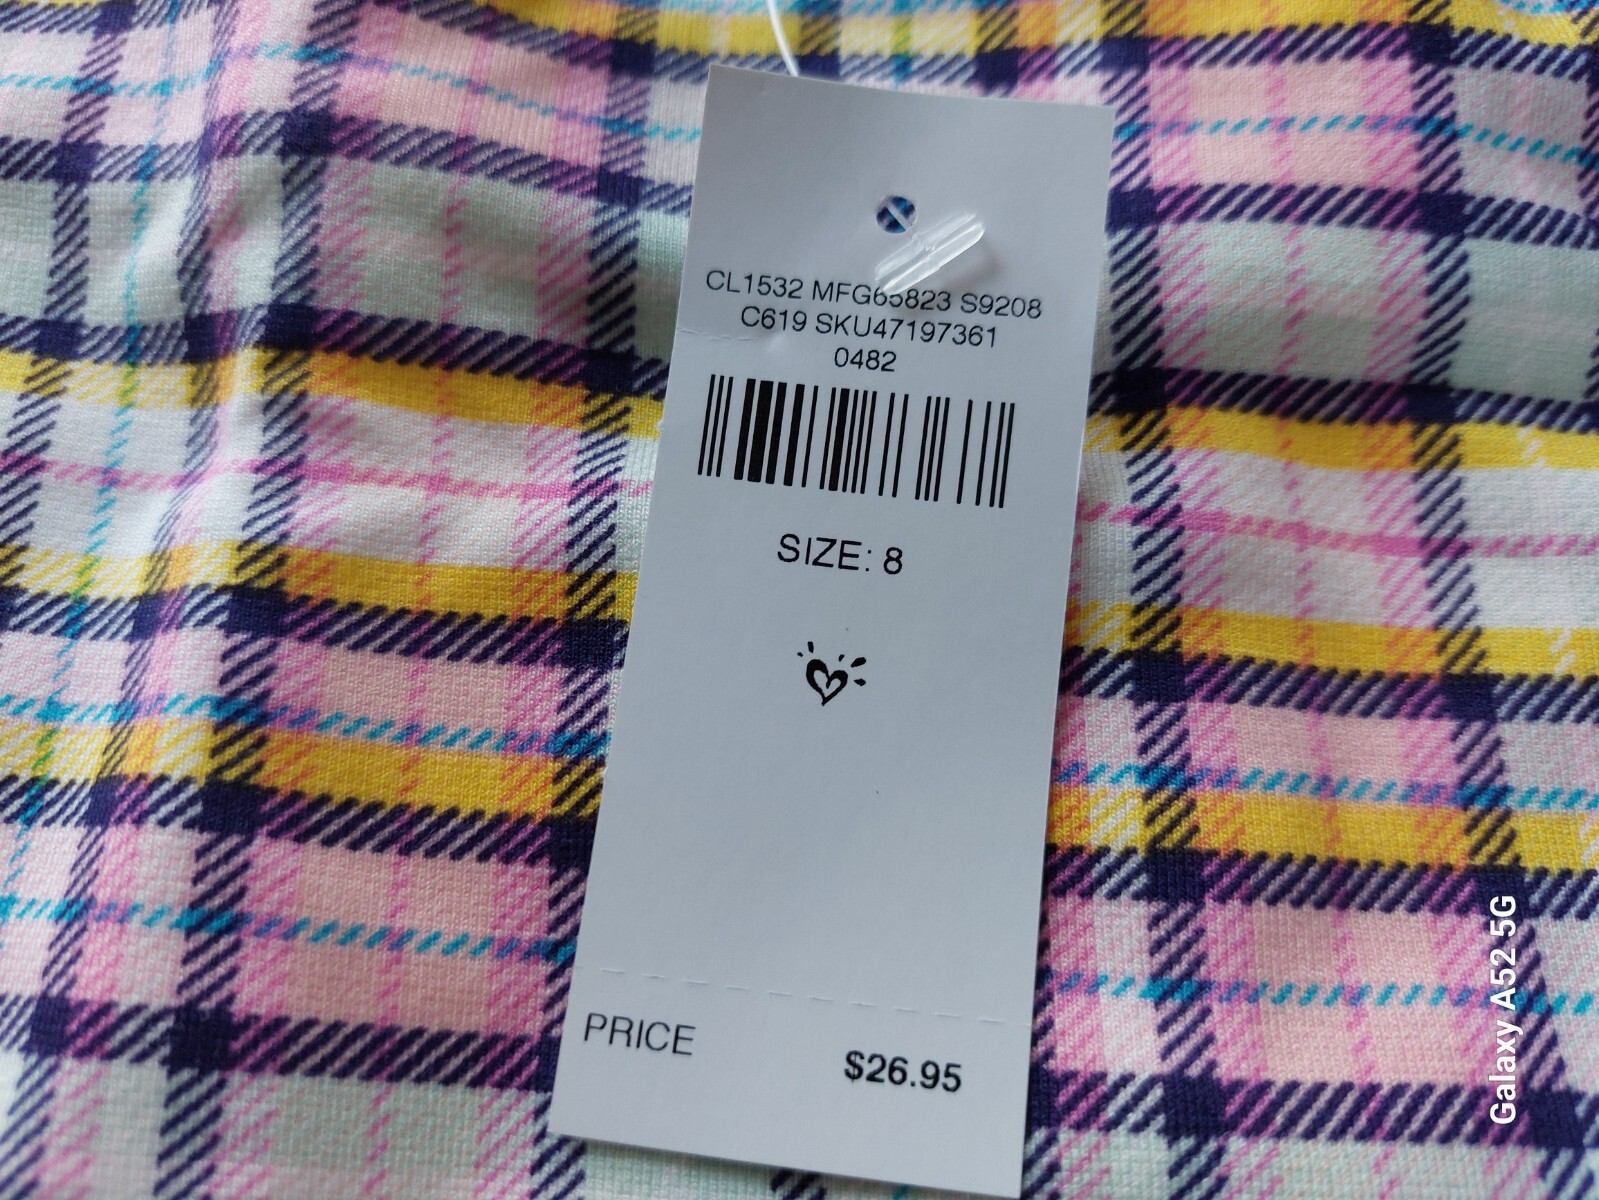 CL1532 MFG65823 S9208
C619 SKU47197361
0482
SIZE: 8
PRICE
$26.95
Galaxy A52 5G